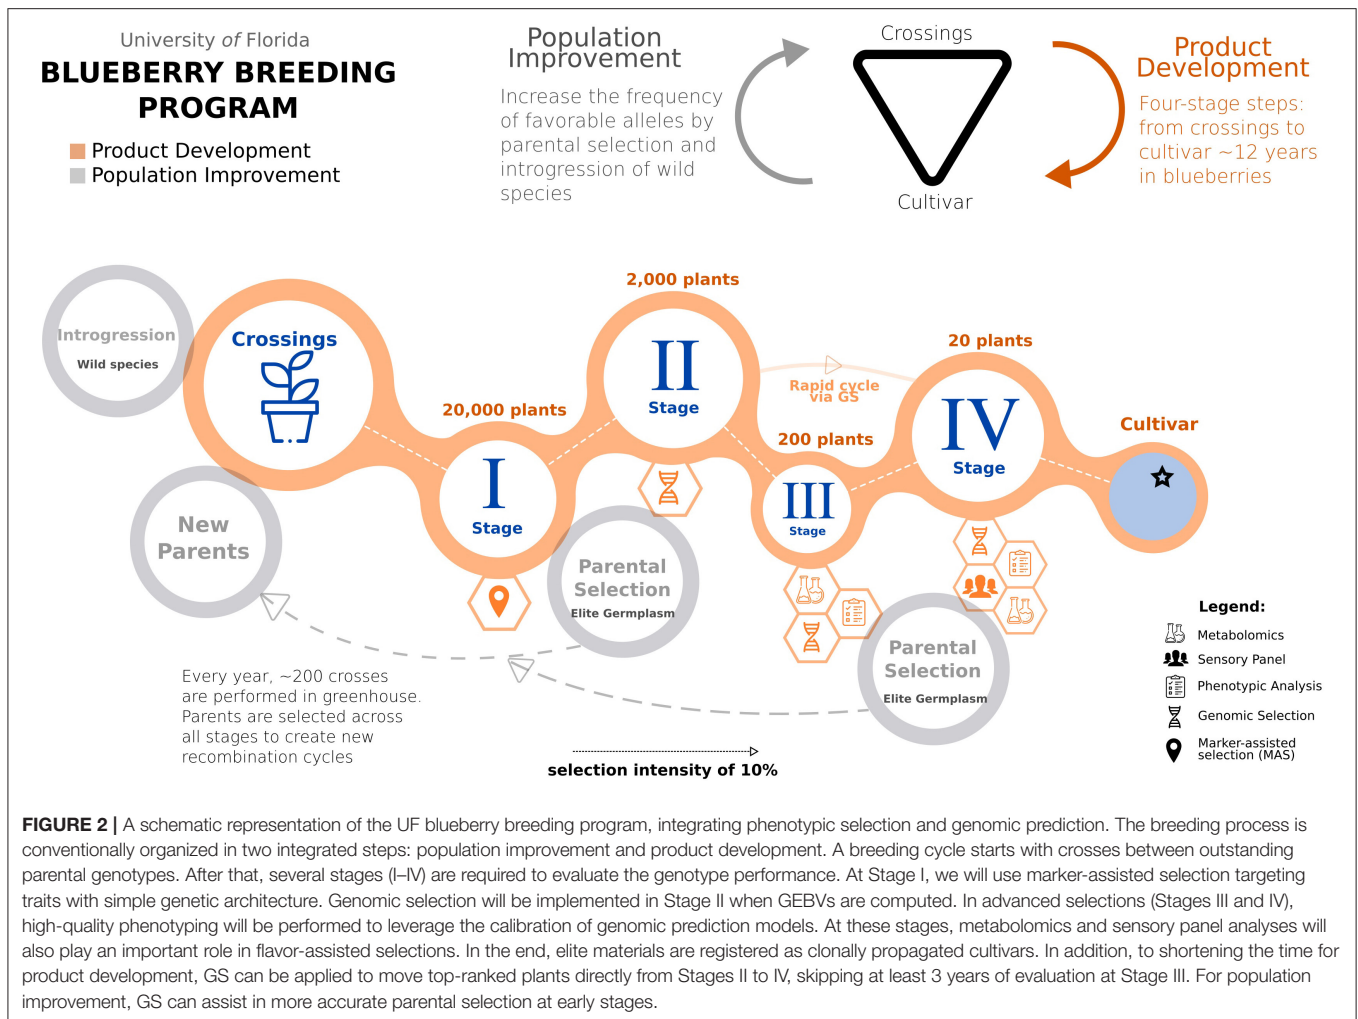 University of Florida
BLUEBERRY BREEDING
PROGRAM
Product Development
Population Improvement
Population
Improvement
Increase the frequency
of favorable alleles by
parental selection and
introgression of wild
species
Crossings
Cultivar
Product
Development
Four-stage steps:
from crossings to
cultivar ~12 years
in blueberries
Introgression
Wild species
Crossings
New
Parents
20,000 plants
I
Stage
2,000 plants
II
Stage
Parental
Selection
Elite Germplasm
Rapid cycle
via GS
200 plants
III
Stage
20 plants
IV
Stage
Parental
Selection
Elite Germplasm
Cultivar
Every year, ~200 crosses
are performed in greenhouse.
Parents are selected across
all stages to create new
recombination cycles
selection intensity of 10%
Legend:
Metabolomics
Sensory Panel
Phenotypic Analysis
Genomic Selection
Marker-assisted
selection (MAS)
FIGURE 2 | A schematic representation of the UF blueberry breeding program, integrating phenotypic selection and genomic prediction. The breeding process is
conventionally organized in two integrated steps: population improvement and product development. A breeding cycle starts with crosses between outstanding
parental genotypes. After that, several stages (I–IV) are required to evaluate the genotype performance. At Stage I, we will use marker-assisted selection targeting
traits with simple genetic architecture. Genomic selection will be implemented in Stage II when GEBVs are computed. In advanced selections (Stages III and IV),
high-quality phenotyping will be performed to leverage the calibration of genomic prediction models. At these stages, metabolomics and sensory panel analyses will
also play an important role in flavor-assisted selections. In the end, elite materials are registered as clonally propagated cultivars. In addition, to shortening the time for
product development, GS can be applied to move top-ranked plants directly from Stages II to IV, skipping at least 3 years of evaluation at Stage III. For population
improvement, GS can assist in more accurate parental selection at early stages.